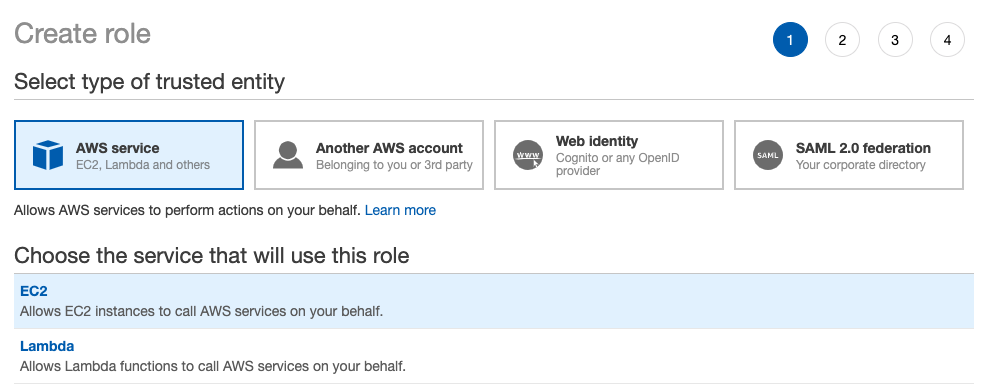 Create role
1 2 3 4
Select type of trusted entity
AWS service
EC2, Lambda and others
Another AWS account
Belonging to you or 3rd party
WWW
Web identity
Cognito or any OpenID
provider
SAML
SAML 2.0 federation
Your corporate directory
Allows AWS services to perform actions on your behalf. Learn more
Choose the service that will use this role
EC2
Allows EC2 instances to call AWS services on your behalf.
Lambda
Allows Lambda functions to call AWS services on your behalf.